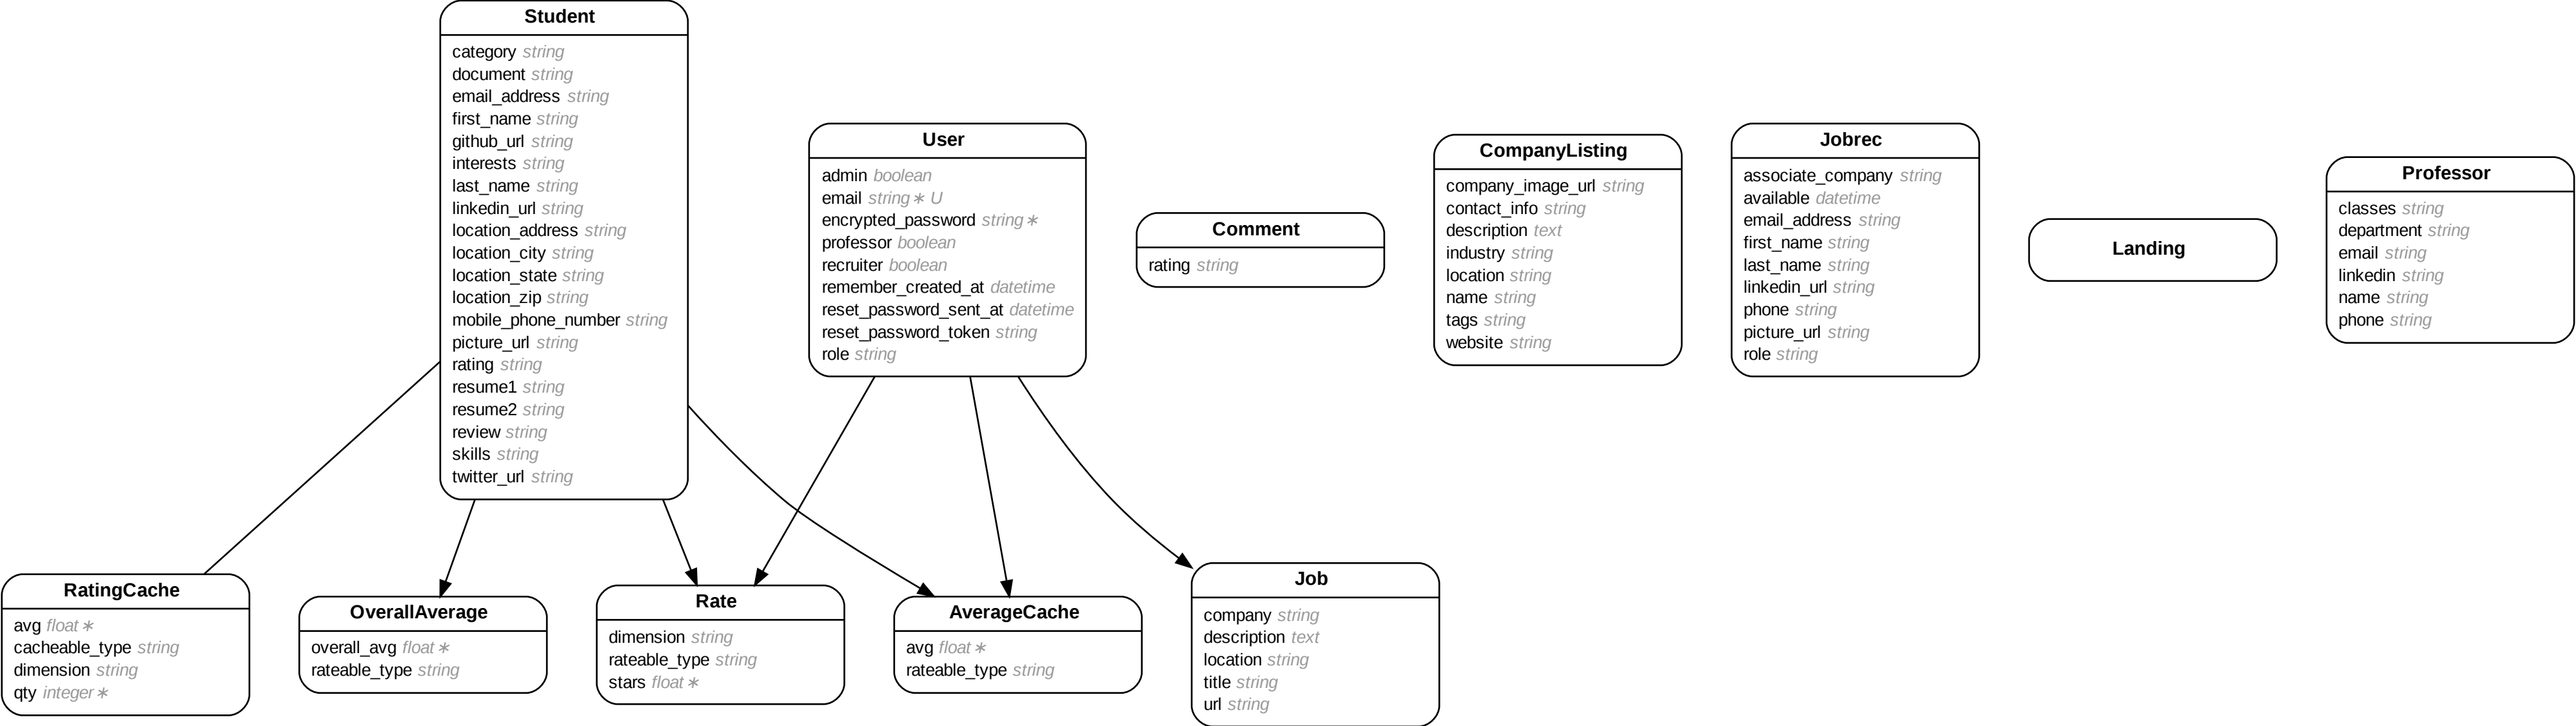 Student
category string
document string
email_address string
first_name string
github_url string
interests string
last_name string
linkedin_url string
location_address string
location_city string
location_state string
location_zip string
mobile_phone_number string
picture_url string
rating string
resume1 string
resume2 string
review string
skills string
twitter_url string
User
admin boolean
email string∗ U
encrypted_password string∗
professor boolean
recruiter boolean
remember_created_at datetime
reset_password_sent_at datetime
reset_password_token string
role string
Comment
rating string
CompanyListing
company_image_url string
contact_info string
description text
industry string
location string
name string
tags string
website string
Jobrec
associate_company string
available datetime
email_address string
first_name string
last_name string
linkedin_url string
phone string
picture_url string
role string
Landing
Professor
classes string
department string
email string
linkedin string
name string
phone string
RatingCache
avg float∗
cacheable_type string
dimension string
qty integer∗
OverallAverage
overall_avg float∗
rateable_type string
Rate
dimension string
rateable_type string
stars float∗
AverageCache
avg float∗
rateable_type string
Job
company string
description text
location string
title string
url string